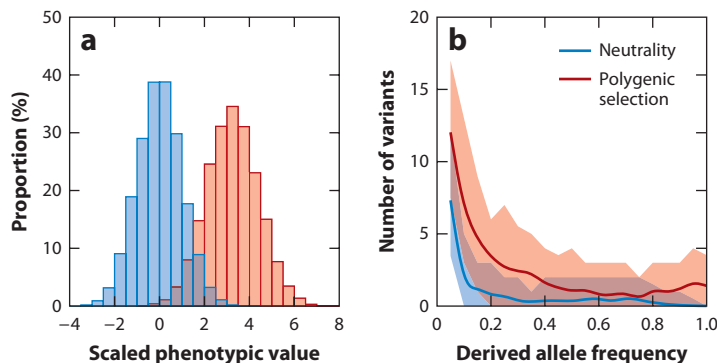 a
Proportion (%)
50
40
30
20
10
0
−4
−2
0
2
4
6
8
Scaled phenotypic value
b
Neutrality
Polygenic
selection
Number of variants
20
15
10
5
0
0
0.2
0.4
0.6
0.8
1.0
Derived allele frequency